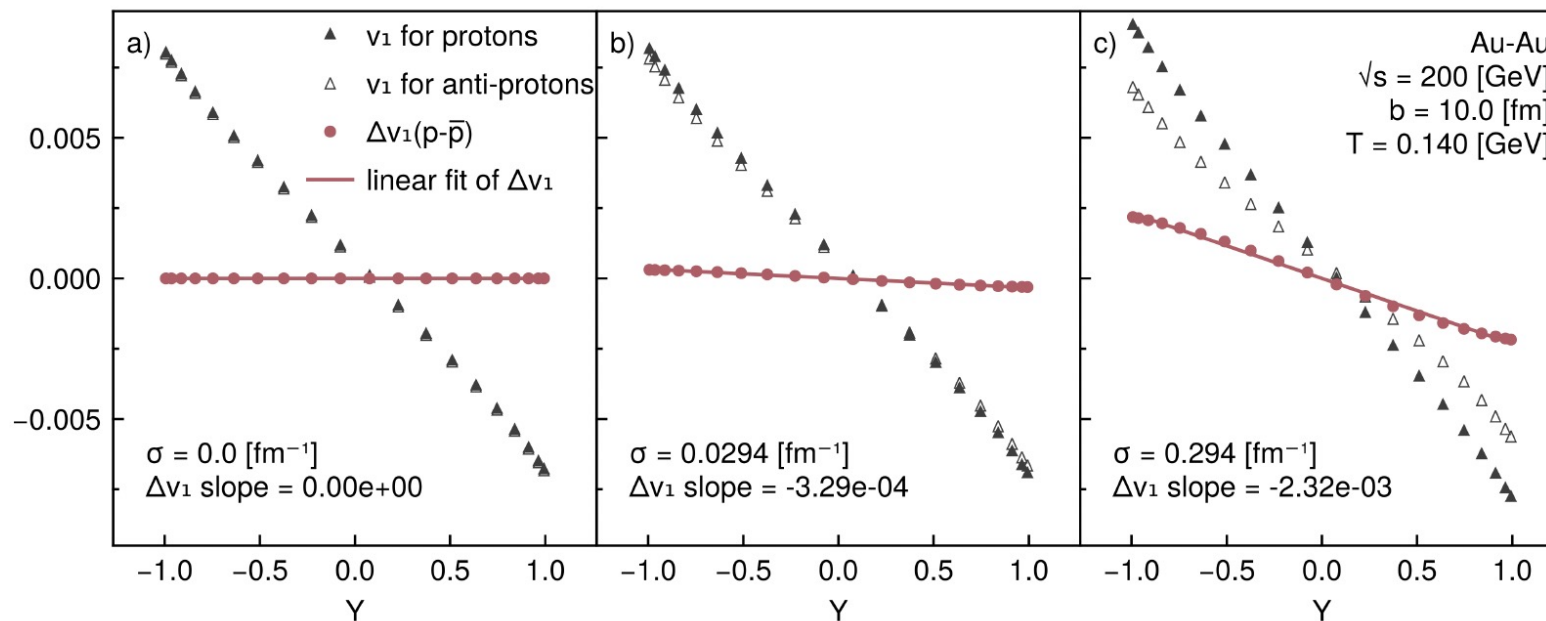 a)
v₁ for protons
v₁ for anti-protons
Δv₁(p-p̅)
linear fit of Δv₁
σ = 0.0 [fm⁻¹]
Δv₁ slope = 0.00e+00
b)
σ = 0.0294 [fm⁻¹]
Δv₁ slope = -3.29e-04
c)
Au-Au
√s = 200 [GeV]
b = 10.0 [fm]
T = 0.140 [GeV]
σ = 0.294 [fm⁻¹]
Δv₁ slope = -2.32e-03
0.005
0.000
−0.005
−1.0 −0.5 0.0 0.5 1.0
−1.0 −0.5 0.0 0.5 1.0
−1.0 −0.5 0.0 0.5 1.0
Y
Y
Y